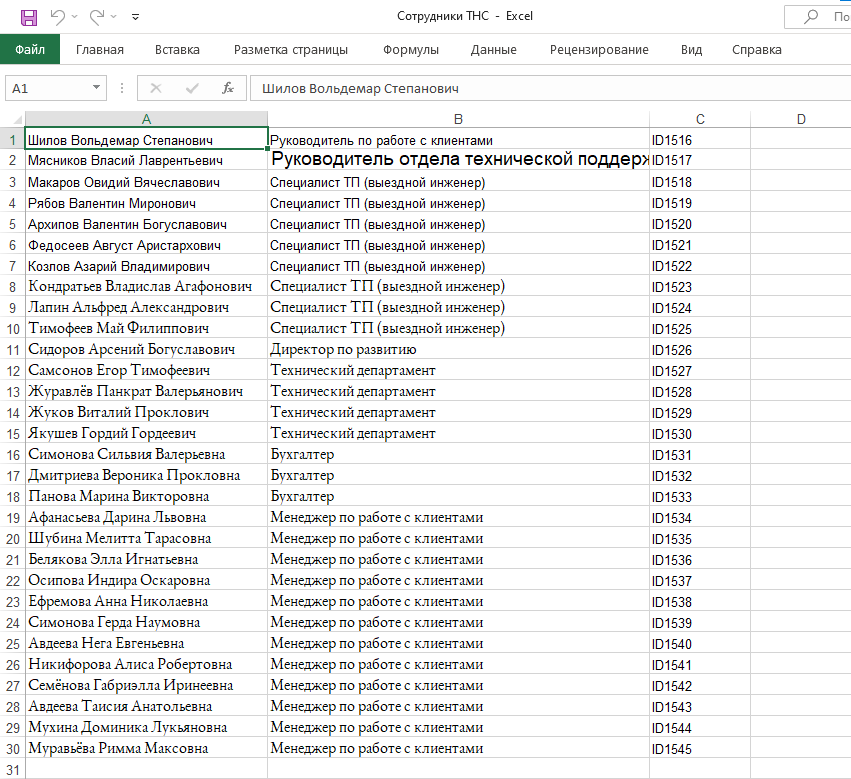 Сотрудники ТНС - Excel
По
Файл Главная Вставка Разметка страницы Формулы Данные Рецензирование Вид Справка
A1 fx Шилов Вольдемар Степанович
A B C D
1 Шилов Вольдемар Степанович Руководитель по работе с клиентами ID1516
2 Мясников Власий Лаврентьевич Руководитель отдела технической поддерж ID1517
3 Макаров Овидий Вячеславович Специалист ТП (выездной инженер) ID1518
4 Рябов Валентин Миронович Специалист ТП (выездной инженер) ID1519
5 Архипов Валентин Богуславович Специалист ТП (выездной инженер) ID1520
6 Федосеев Август Аристархович Специалист ТП (выездной инженер) ID1521
7 Козлов Азарий Владимирович Специалист ТП (выездной инженер) ID1522
8 Кондратьев Владислав Агафонович Специалист ТП (выездной инженер) ID1523
9 Лапин Альфред Александрович Специалист ТП (выездной инженер) ID1524
10 Тимофеев Май Филиппович Специалист ТП (выездной инженер) ID1525
11 Сидоров Арсений Богуславович Директор по развитию ID1526
12 Самсонов Егор Тимофеевич Технический департамент ID1527
13 Журавлёв Панкрат Валерьянович Технический департамент ID1528
14 Жуков Виталий Проклович Технический департамент ID1529
15 Якушев Гордий Гордеевич Технический департамент ID1530
16 Симонова Сильвия Валерьевна Бухгалтер ID1531
17 Дмитриева Вероника Прокловна Бухгалтер ID1532
18 Панова Марина Викторовна Бухгалтер ID1533
19 Афанасьева Дарина Львовна Менеджер по работе с клиентами ID1534
20 Шубина Мелитта Тарасовна Менеджер по работе с клиентами ID1535
21 Белякова Элла Игнатьевна Менеджер по работе с клиентами ID1536
22 Осипова Индира Оскаровна Менеджер по работе с клиентами ID1537
23 Ефремова Анна Николаевна Менеджер по работе с клиентами ID1538
24 Симонова Герда Наумовна Менеджер по работе с клиентами ID1539
25 Авдеева Нега Евгеньевна Менеджер по работе с клиентами ID1540
26 Никифорова Алиса Робертовна Менеджер по работе с клиентами ID1541
27 Семёнова Габриэлла Иринеевна Менеджер по работе с клиентами ID1542
28 Авдеева Таисия Анатольевна Менеджер по работе с клиентами ID1543
29 Мухина Доминика Лукьяновна Менеджер по работе с клиентами ID1544
30 Муравьёва Римма Максовна Менеджер по работе с клиентами ID1545
31